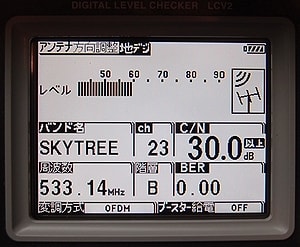 DIGITAL LEVEL CHECKER LCV2
アンテナ方向調整 地デジ
50 60 70 80 90
レベル
バンド名 ch C/N
SKYTREE 23 30.0 以上 dB
周波数 階層 BER
533.14MHz B 0.00
変調方式 OFDM ブースター給電 OFF